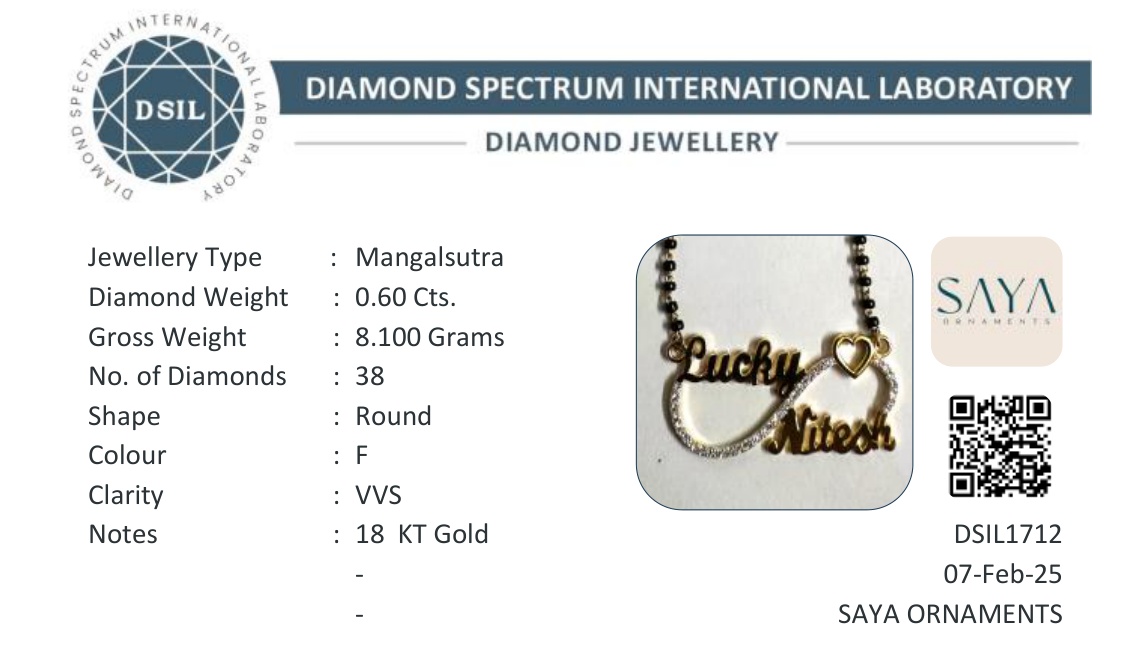 DIAMOND SPECTRUM INTERNATIONAL LABORATORY
DSIL
DIAMOND SPECTRUM INTERNATIONAL LABORATORY
DIAMOND JEWELLERY
Jewellery Type : Mangalsutra
Diamond Weight : 0.60 Cts.
Gross Weight : 8.100 Grams
No. of Diamonds : 38
Shape : Round
Colour : F
Clarity : VVS
Notes : 18 KT Gold
-
-
Lucky
Nitesh
SAYA
ORNAMENTS
DSIL1712
07-Feb-25
SAYA ORNAMENTS